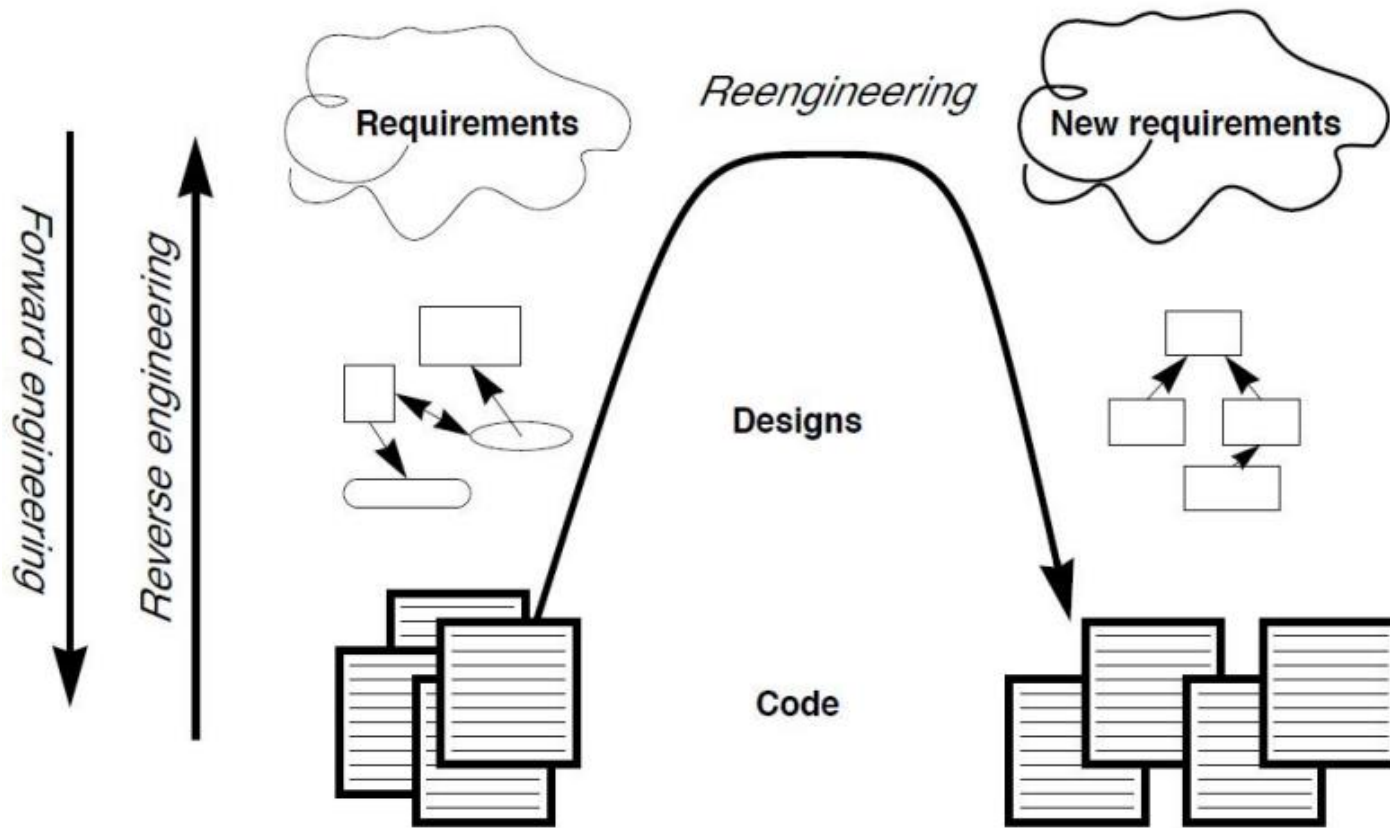 Requirements
Reengineering
New requirements
Forward engineering
Reverse engineering
Designs
Code